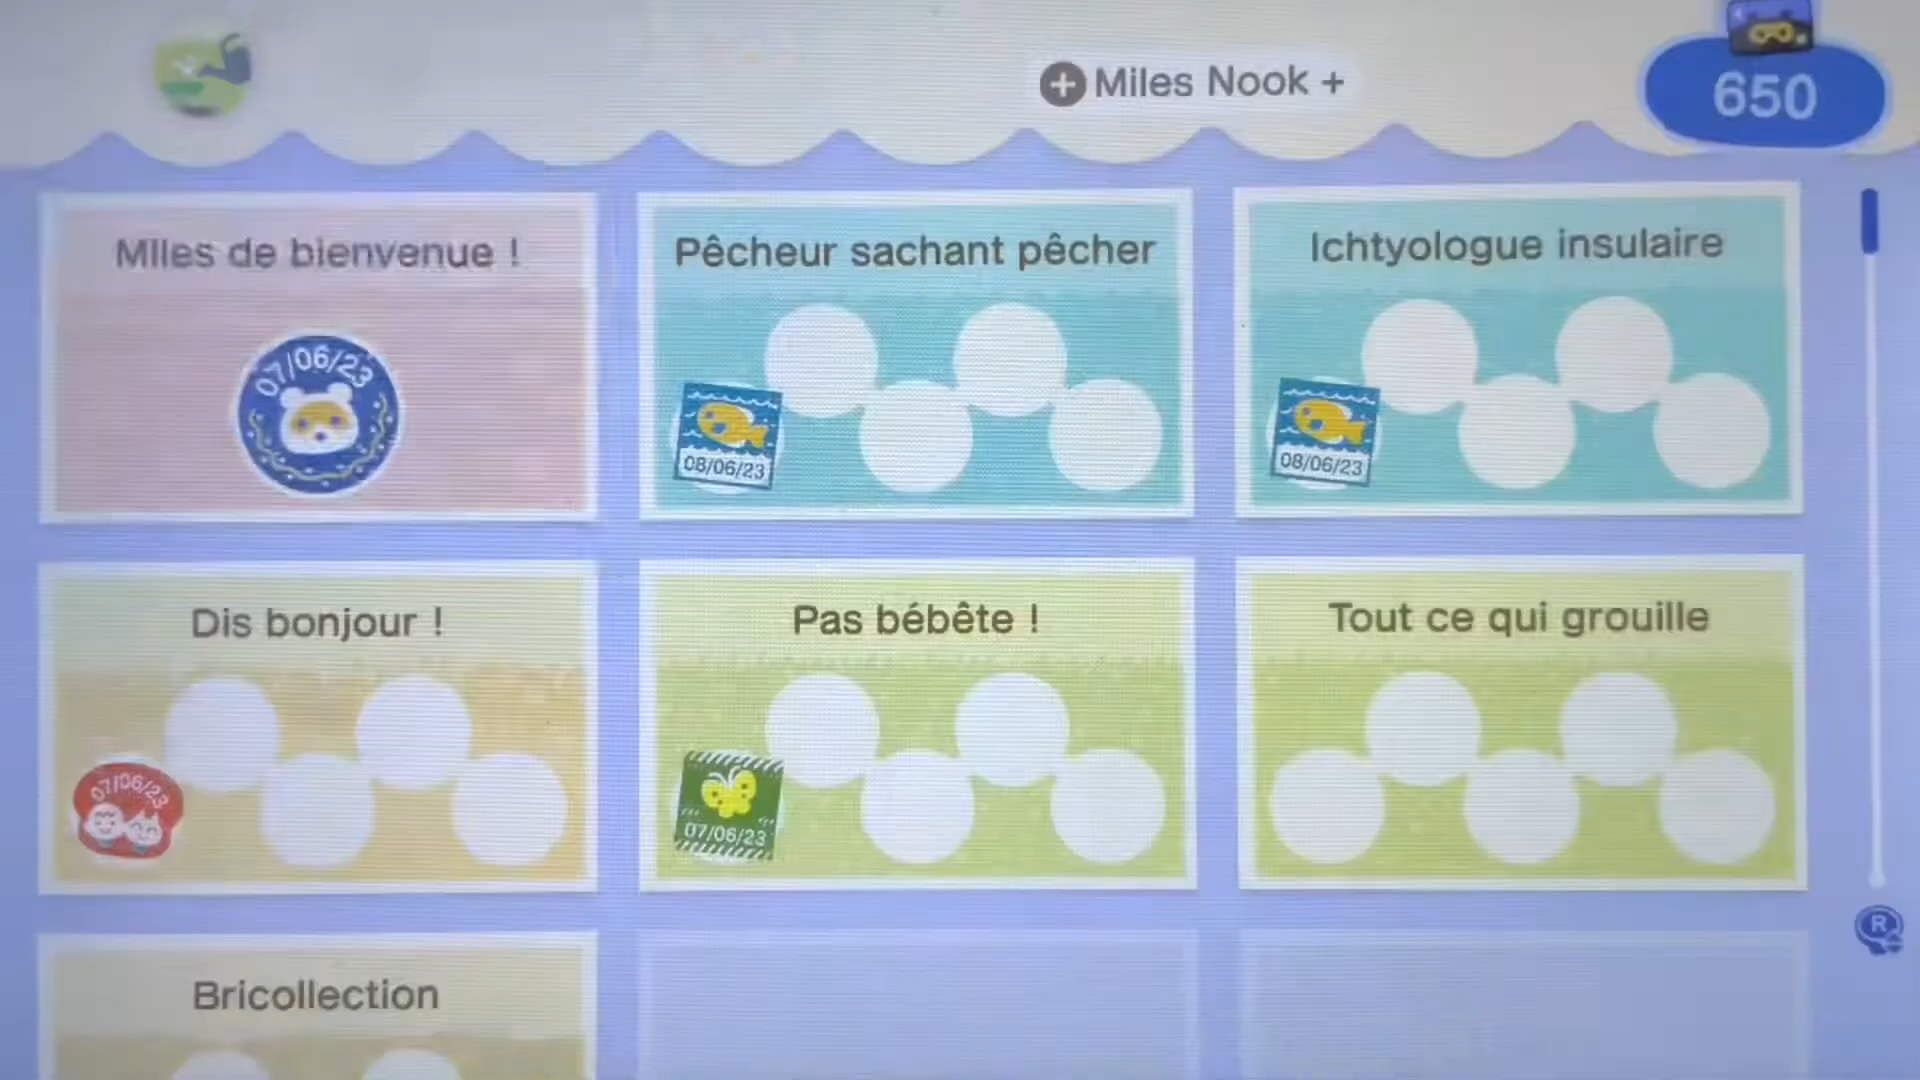 Miles Nook +
650
Miles de bienvenue !
07/06/23
Pêcheur sachant pêcher
08/06/23
Ichtyologue insulaire
08/06/23
Dis bonjour !
07/06/23
Pas bébête !
07/06/23
Tout ce qui grouille
Bricollection
R